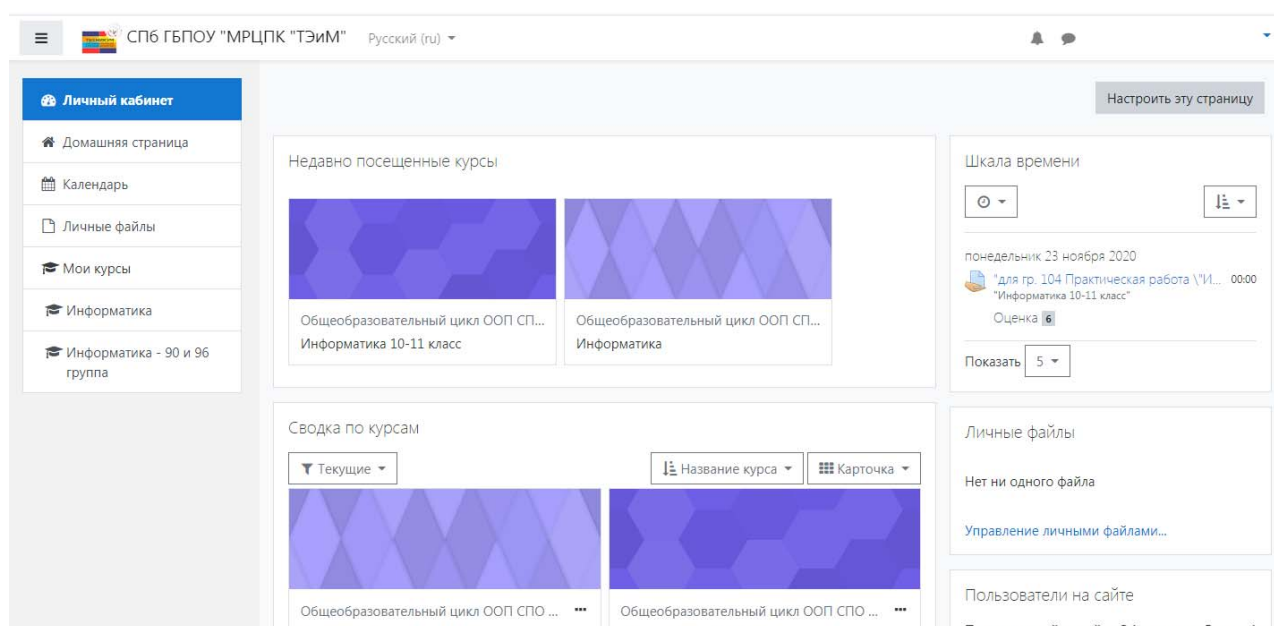 СПб ГБПОУ "МРЦПК "ТЭиМ"
Русский (ru)
Личный кабинет
Домашняя страница
Календарь
Личные файлы
Мои курсы
Информатика
Информатика - 90 и 96
группа
Настроить эту страницу
Недавно посещенные курсы
Общеобразовательный цикл ООП СП...
Информатика 10-11 класс
Общеобразовательный цикл ООП СП...
Информатика
Сводка по курсам
Текущие
Название курса
Карточка
Общеобразовательный цикл ООП СПО ...
Общеобразовательный цикл ООП СПО ...
Шкала времени
понедельник 23 ноября 2020
"для гр. 104 Практическая работа \"И... 00:00
"Информатика 10-11 класс"
Оценка 6
Показать 5
Личные файлы
Нет ни одного файла
Управление личными файлами...
Пользователи на сайте